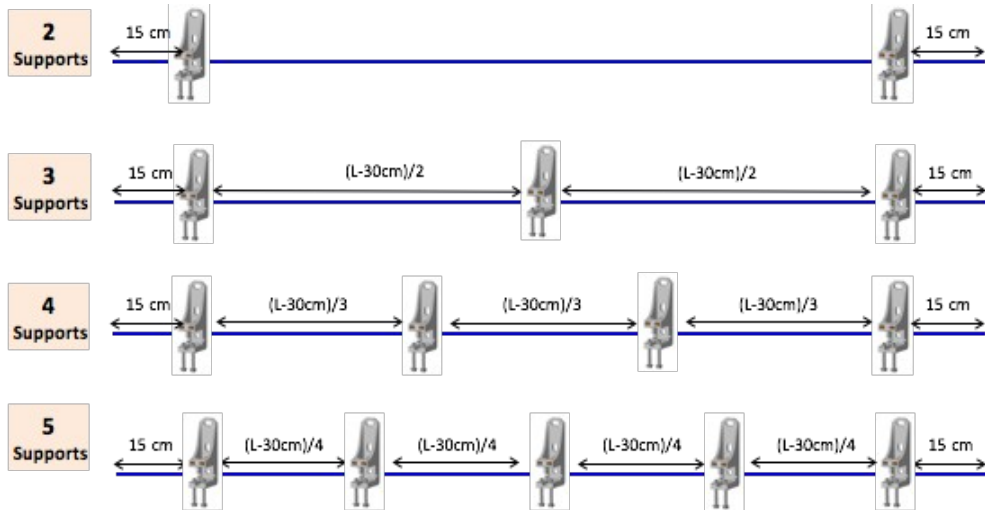 2
Supports
15 cm
15 cm
3
Supports
15 cm
(L-30cm)/2
(L-30cm)/2
15 cm
4
Supports
15 cm
(L-30cm)/3
(L-30cm)/3
(L-30cm)/3
15 cm
5
Supports
15 cm
(L-30cm)/4
(L-30cm)/4
(L-30cm)/4
(L-30cm)/4
15 cm